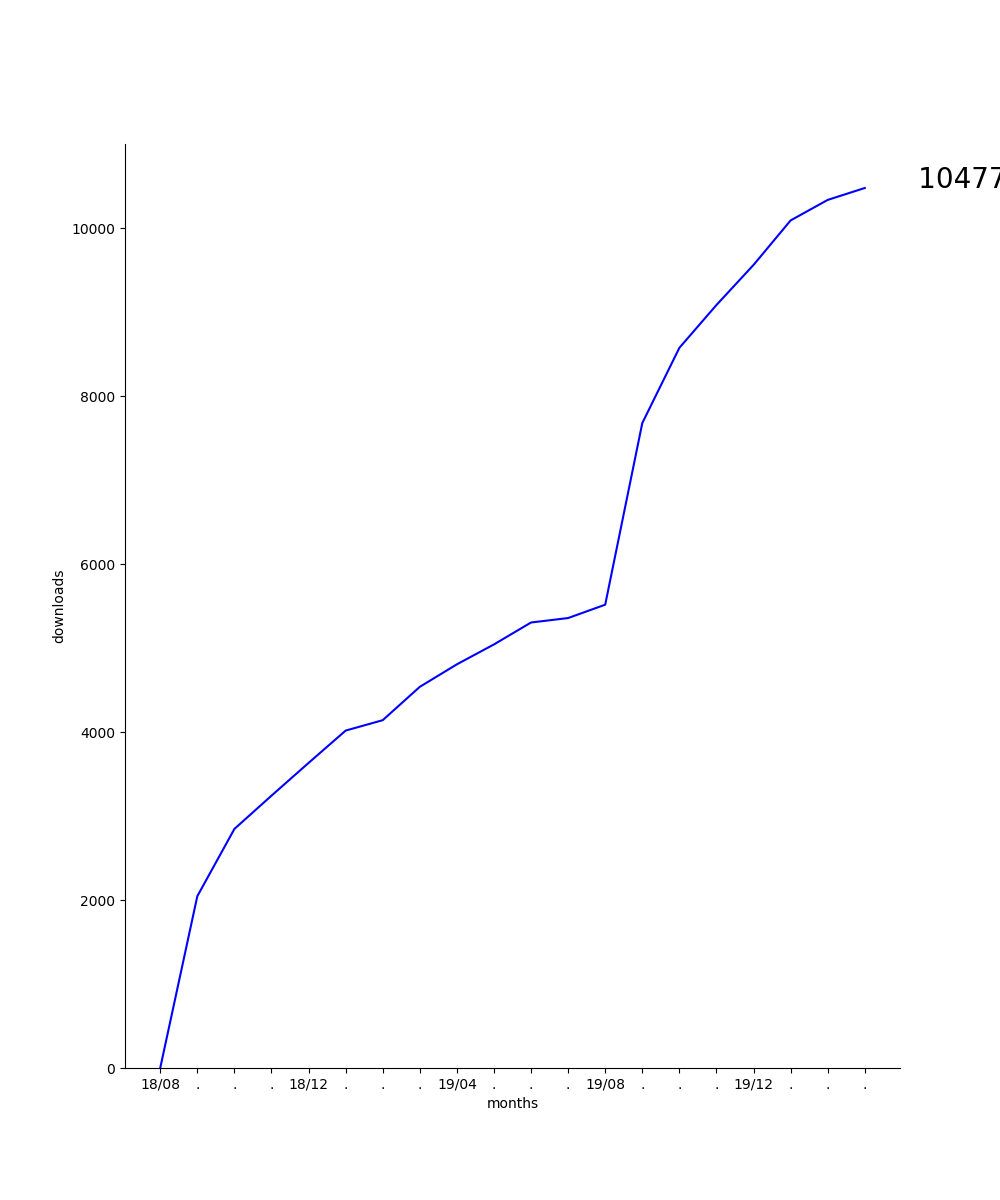 10477
10000
8000
6000
4000
2000
0
downloads
18/08 . . . 18/12 . . . 19/04 . . . 19/08 . . . 19/12 . . .
months